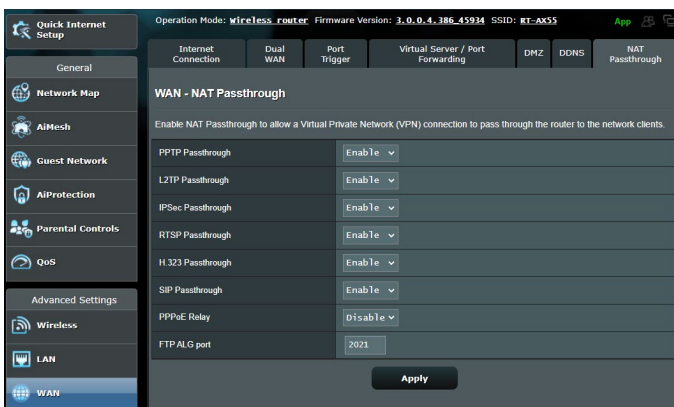 Quick Internet
Setup
Operation Mode: Wireless router Firmware Version: 3.0.0.4.386_45934 SSID: RT-AX55
App
Internet
Connection
Dual
WAN
Port
Trigger
Virtual Server / Port
Forwarding
DMZ
DDNS
NAT
Passthrough
General
Network Map
AiMesh
Guest Network
AiProtection
Parental Controls
QoS
Advanced Settings
Wireless
LAN
WAN
WAN - NAT Passthrough
Enable NAT Passthrough to allow a Virtual Private Network (VPN) connection to pass through the router to the network clients.
PPTP Passthrough Enable
L2TP Passthrough Enable
IPSec Passthrough Enable
RTSP Passthrough Enable
H.323 Passthrough Enable
SIP Passthrough Enable
PPPoE Relay Disable
FTP ALG port 2021
Apply